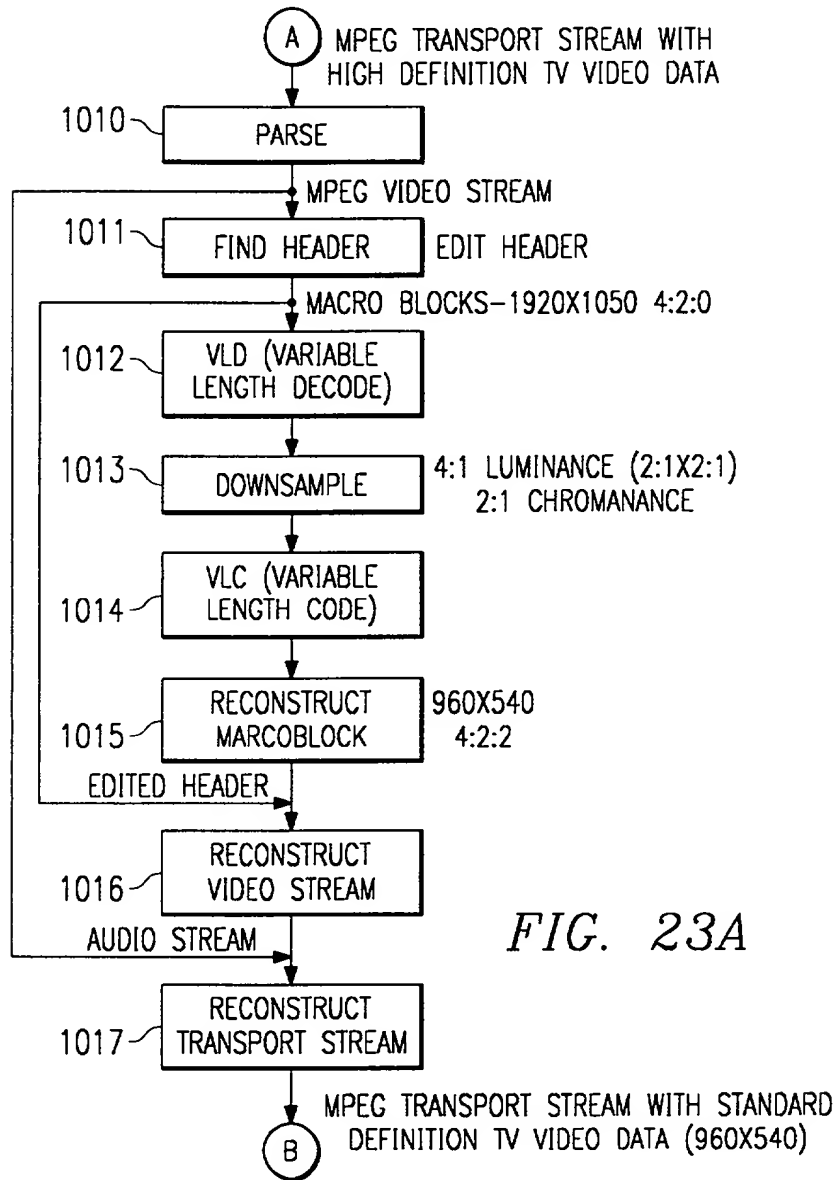 A
MPEG TRANSPORT STREAM WITH
HIGH DEFINITION TV VIDEO DATA
1010
PARSE
MPEG VIDEO STREAM
1011
FIND HEADER
EDIT HEADER
MACRO BLOCKS-1920X1050 4:2:0
1012
VLD (VARIABLE
LENGTH DECODE)
1013
DOWNSAMPLE
4:1 LUMINANCE (2:1X2:1)
2:1 CHROMANANCE
1014
VLC (VARIABLE
LENGTH CODE)
1015
RECONSTRUCT
MARCOBLOCK
960X540
4:2:2
EDITED HEADER
1016
RECONSTRUCT
VIDEO STREAM
FIG. 23A
AUDIO STREAM
1017
RECONSTRUCT
TRANSPORT STREAM
MPEG TRANSPORT STREAM WITH STANDARD
DEFINITION TV VIDEO DATA (960X540)
B